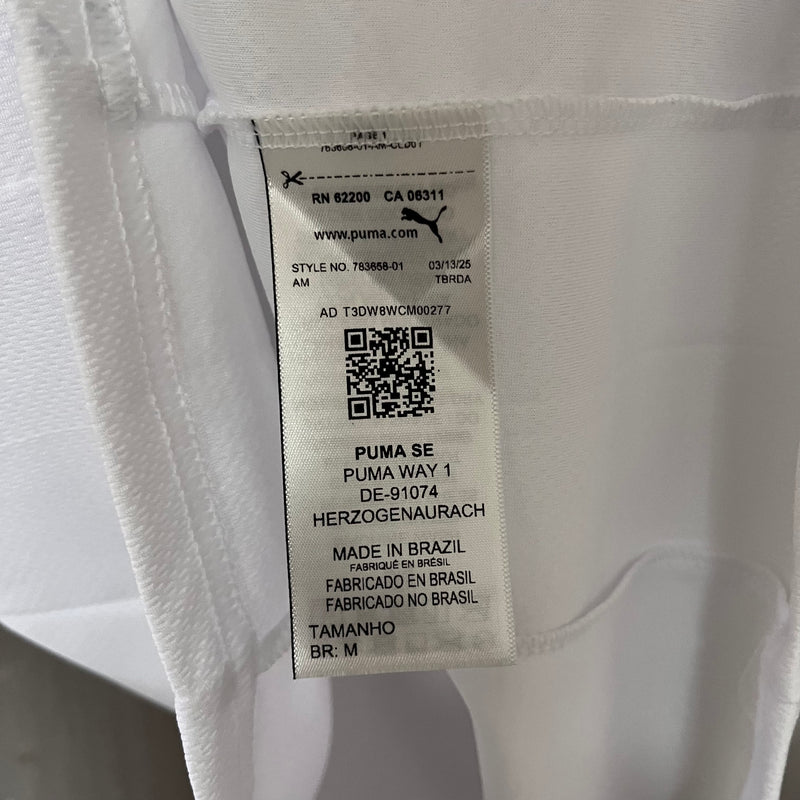 PAGE 1
RN 62200 CA 06311
www.puma.com
STYLE NO. 783658-01 03/13/25
AM TBRDA
AD T3DW8WCM00277
PUMA SE
PUMA WAY 1
DE-91074
HERZOGENAURACH
MADE IN BRAZIL
FABRIQUÉ EN BRÉSIL
FABRICADO EN BRASIL
FABRICADO NO BRASIL
TAMANHO
BR: M